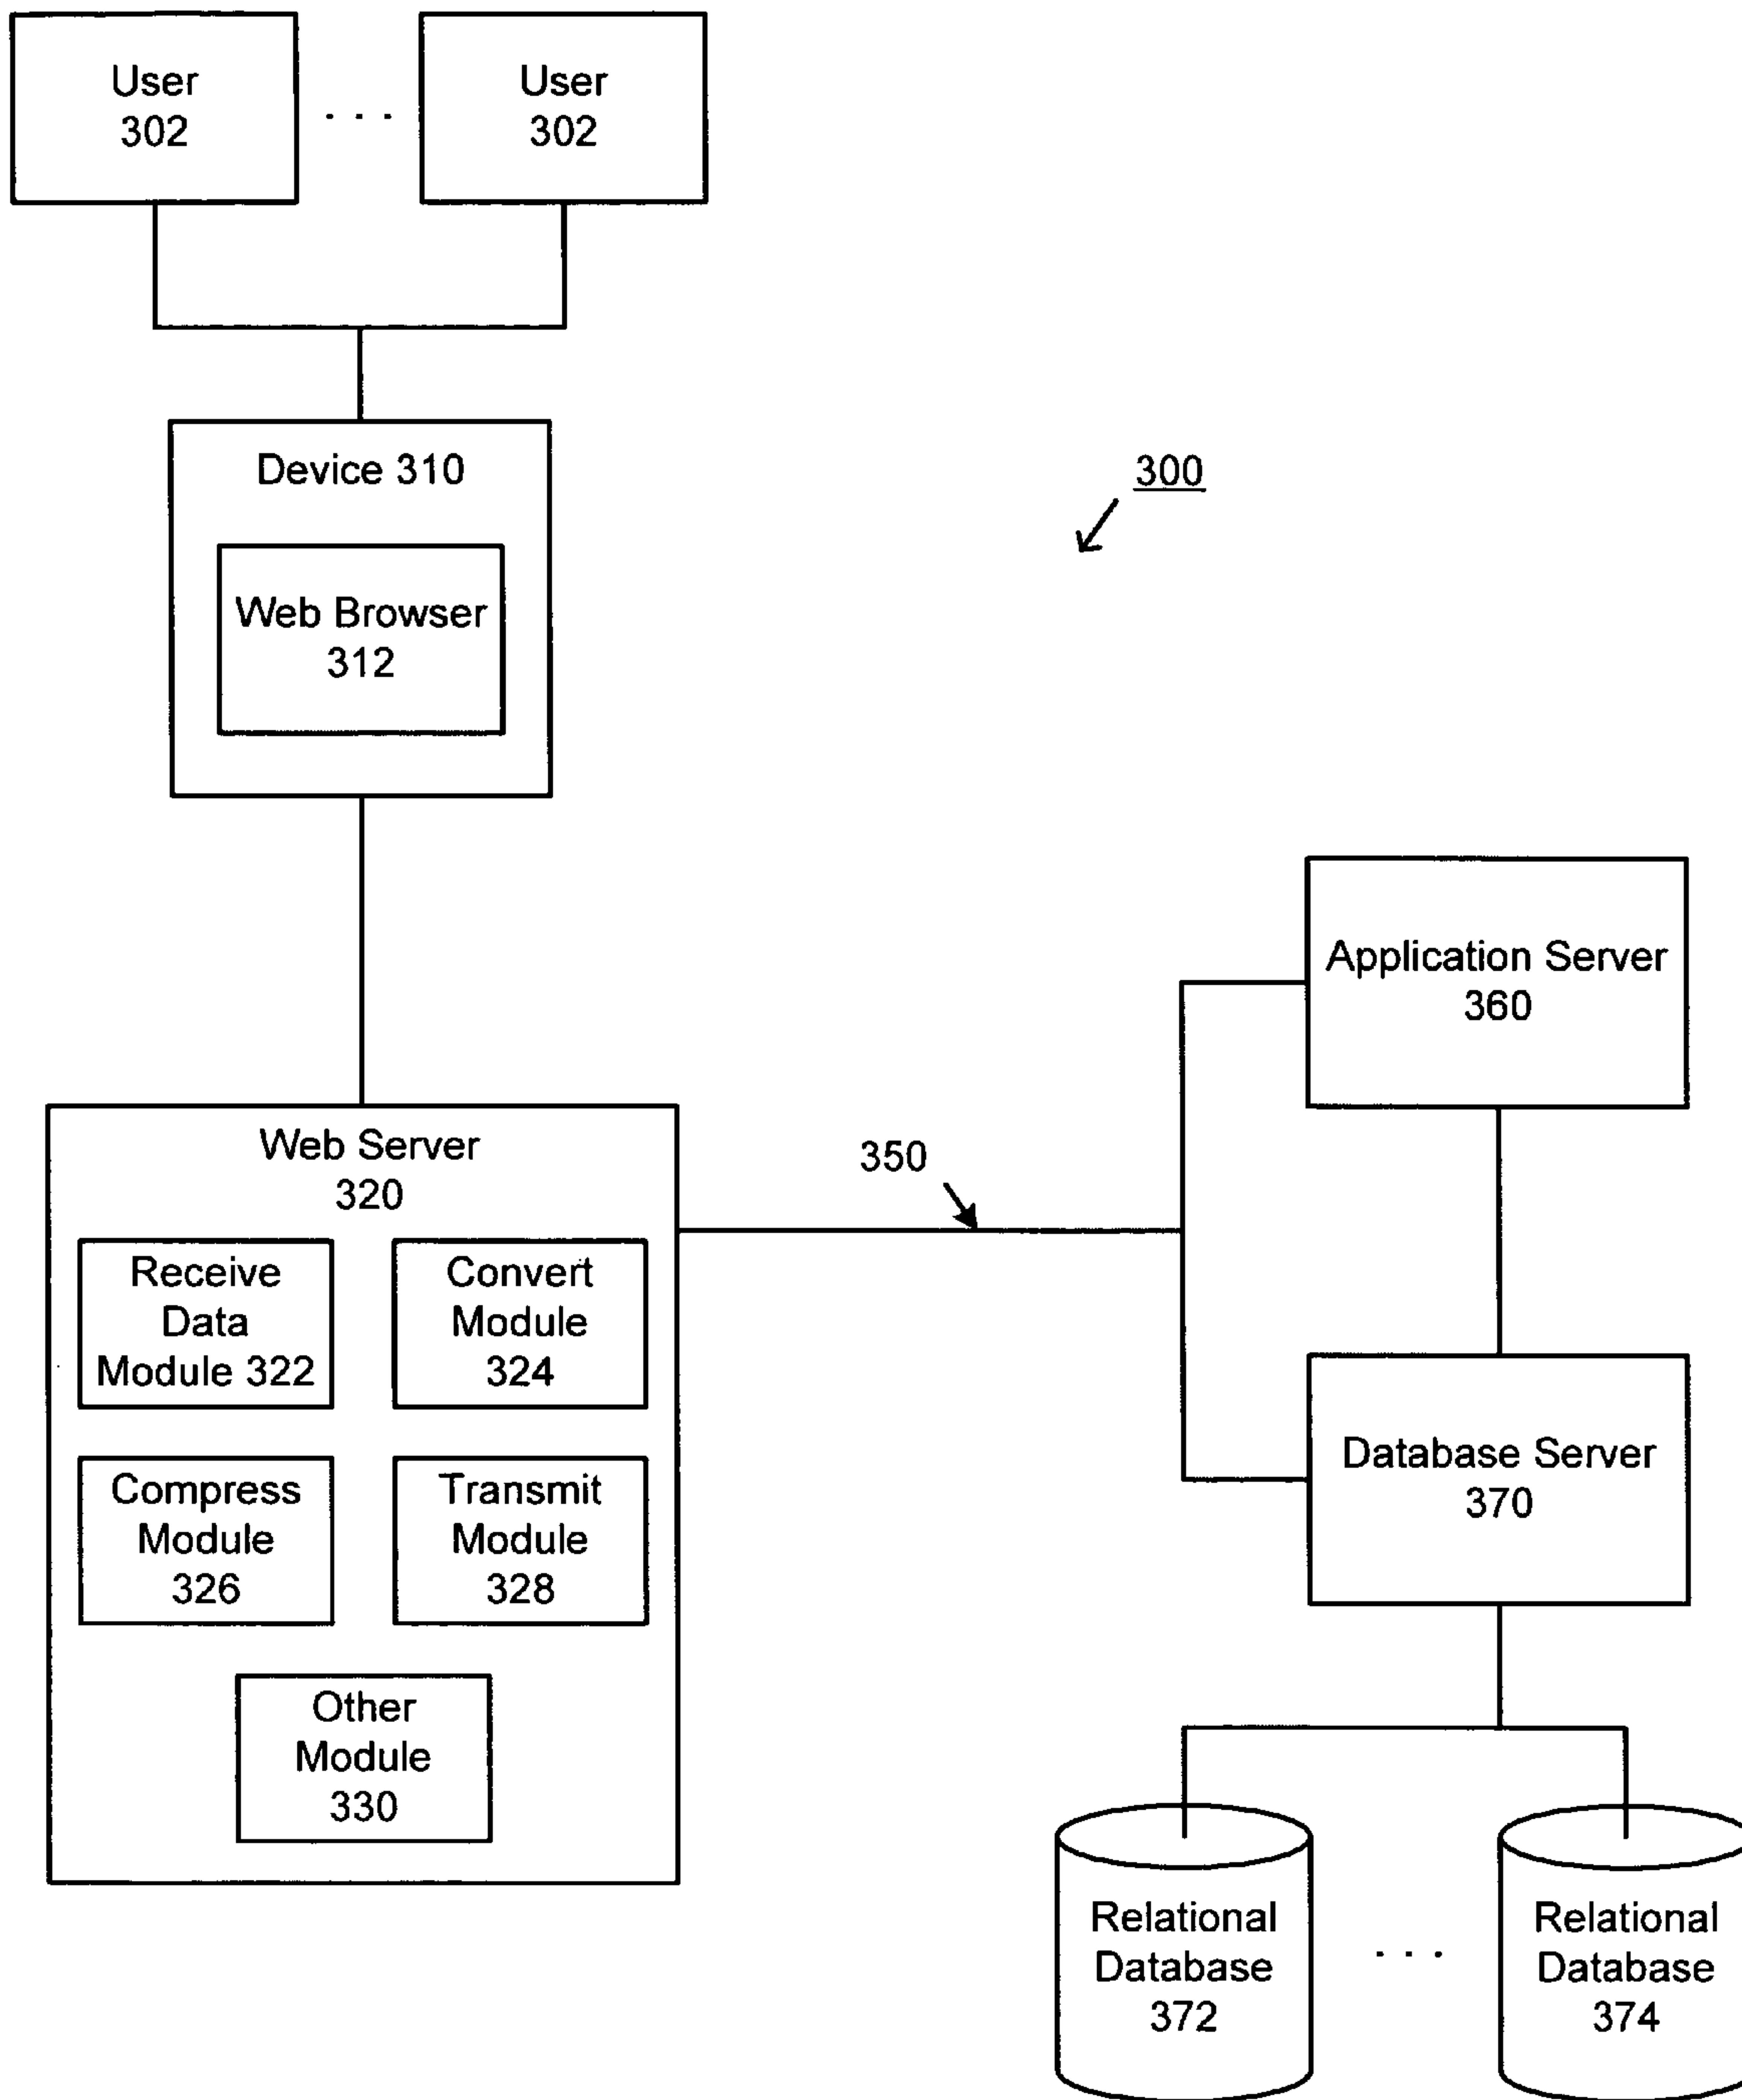 User
302
. . .
User
302
Device 310
Web Browser
312
300
Application Server
360
Web Server
320
350
Receive
Data
Module 322
Convert
Module
324
Compress
Module
326
Transmit
Module
328
Other
Module
330
Database Server
370
Relational
Database
372
. . .
Relational
Database
374